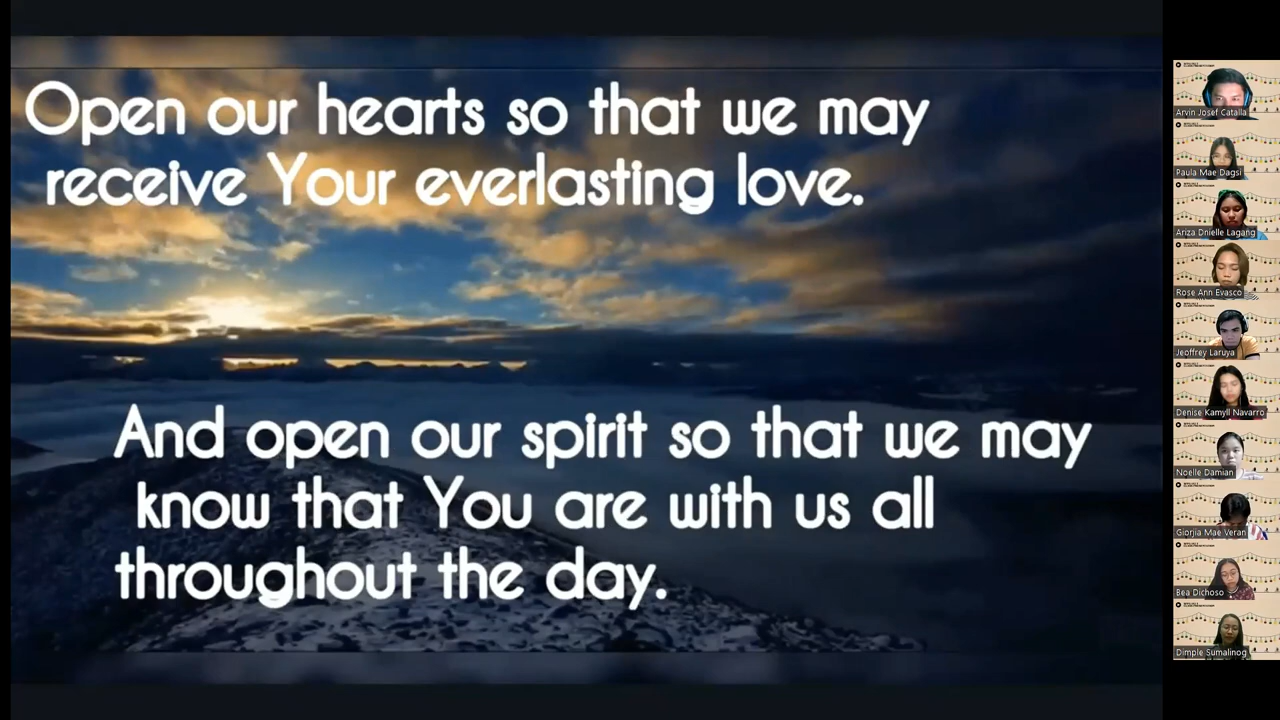 Open our hearts so that we may
receive Your everlasting love.
And open our spirit so that we may
know that You are with us all
throughout the day.
Arvin Josef Catalla
Paula Mae Dagsi
Ariza Dnielle Lagang
Rose Ann Evasco
Jeoffrey Laruya
Denise Kamyll Navarro
Noelle Damian
Giorjia Mae Veran
Bea Dichoso
Dimple Sumalinog